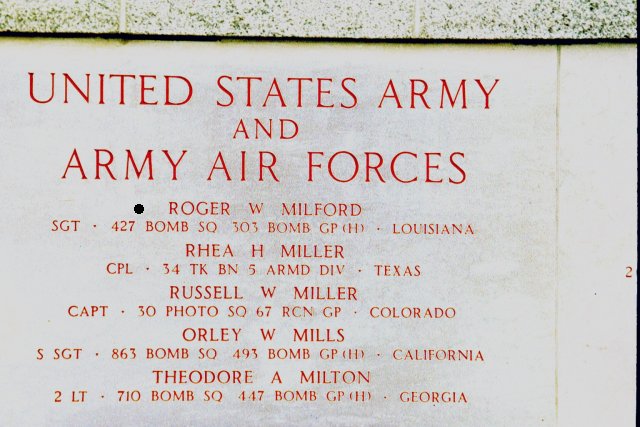 UNITED STATES ARMY
AND
ARMY AIR FORCES
ROGER W MILFORD
SGT · 427 BOMB SQ 303 BOMB GP (H) · LOUISIANA
RHEA H MILLER
CPL · 34 TK BN 5 ARMD DIV · TEXAS
RUSSELL W MILLER
CAPT · 30 PHOTO SQ 67 RCN GP · COLORADO
ORLEY W MILLS
S SGT · 863 BOMB SQ 493 BOMB GP (H) · CALIFORNIA
THEODORE A MILTON
2 LT · 710 BOMB SQ 447 BOMB GP (H) · GEORGIA
2